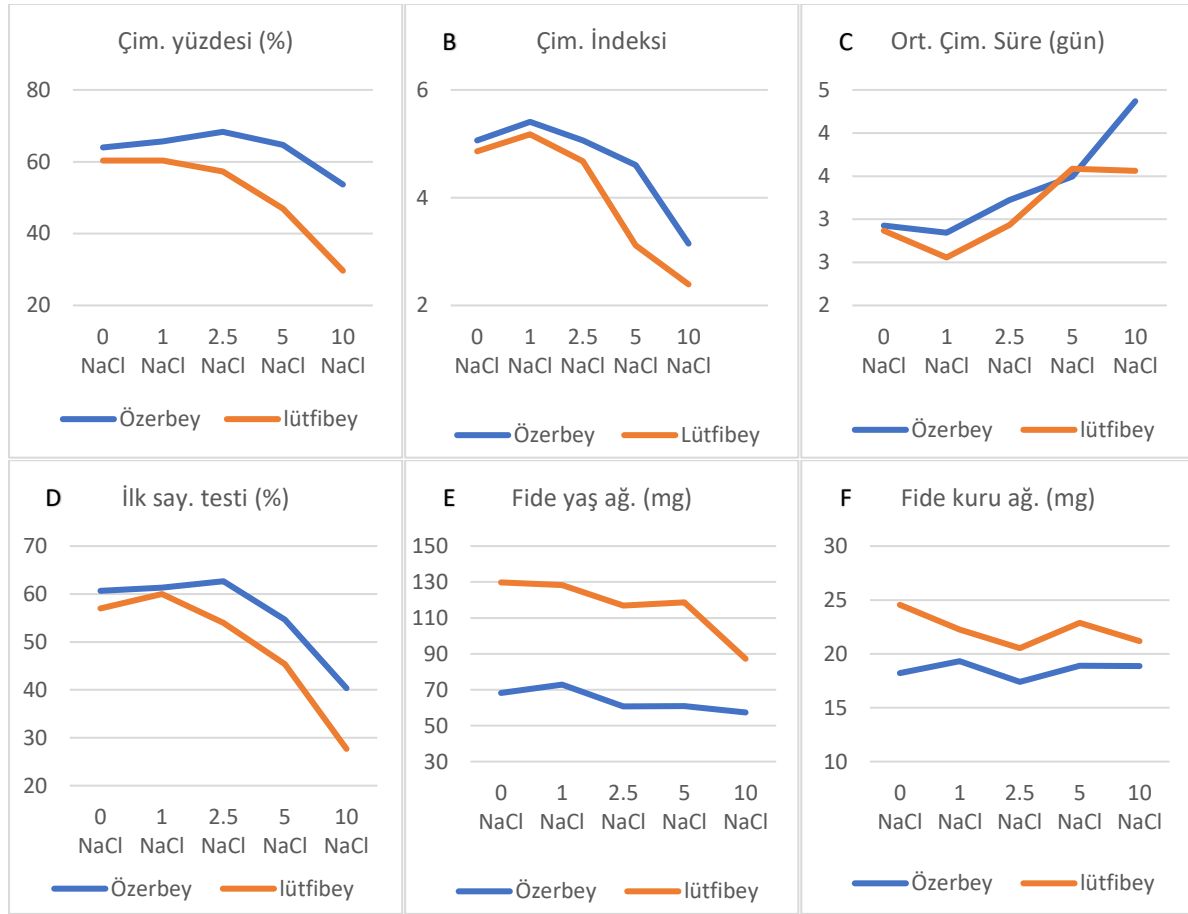 Çim. yüzdesi (%)
80
60
40
20
0 1 2.5 5 10
NaCl NaCl NaCl NaCl NaCl
Özerbey lütfibey
B Çim. İndeksi
6
4
2
0 1 2.5 5 10
NaCl NaCl NaCl NaCl NaCl
Özerbey Lütfibey
C Ort. Çim. Süre (gün)
5
4
4
3
3
2
0 1 2.5 5 10
NaCl NaCl NaCl NaCl NaCl
Özerbey lütfibey
D İlk say. testi (%)
70
60
50
40
30
20
0 1 2.5 5 10
NaCl NaCl NaCl NaCl NaCl
Özerbey lütfibey
E Fide yaş ağ. (mg)
150
130
110
90
70
50
30
0 1 2.5 5 10
NaCl NaCl NaCl NaCl NaCl
Özerbey lütfibey
F Fide kuru ağ. (mg)
30
25
20
15
10
0 1 2.5 5 10
NaCl NaCl NaCl NaCl NaCl
Özerbey lütfibey